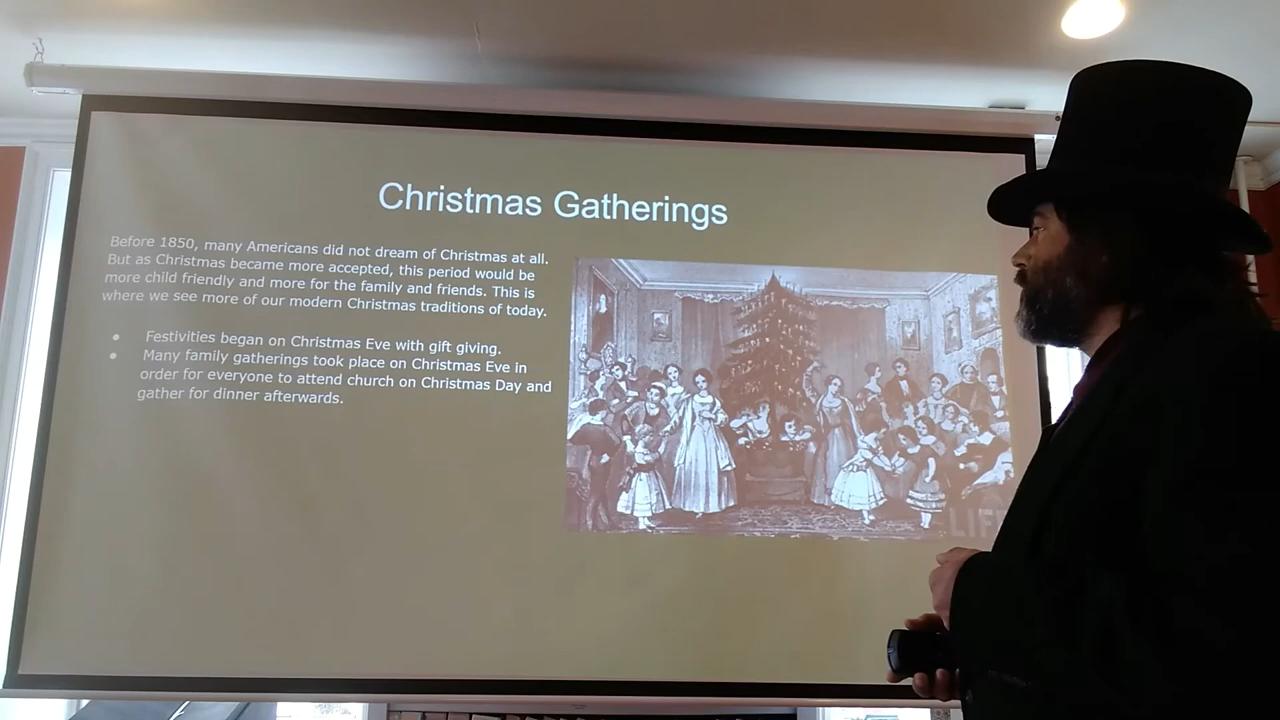 Christmas Gatherings
Before 1850, many Americans did not dream of Christmas at all.
But as Christmas became more accepted, this period would be
more child friendly and more for the family and friends. This is
where we see more of our modern Christmas traditions of today.
• Festivities began on Christmas Eve with gift giving.
• Many family gatherings took place on Christmas Eve in
order for everyone to attend church on Christmas Day and
gather for dinner afterwards.
LIFE